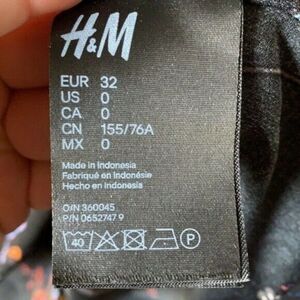 H&M
EUR 32
US 0
CA 0
CN 155/76A
MX 0
Made in Indonesia
Fabriqué en Indonésie
Hecho en Indonesia
O/N 360045
P/N 0652747 9
40 P